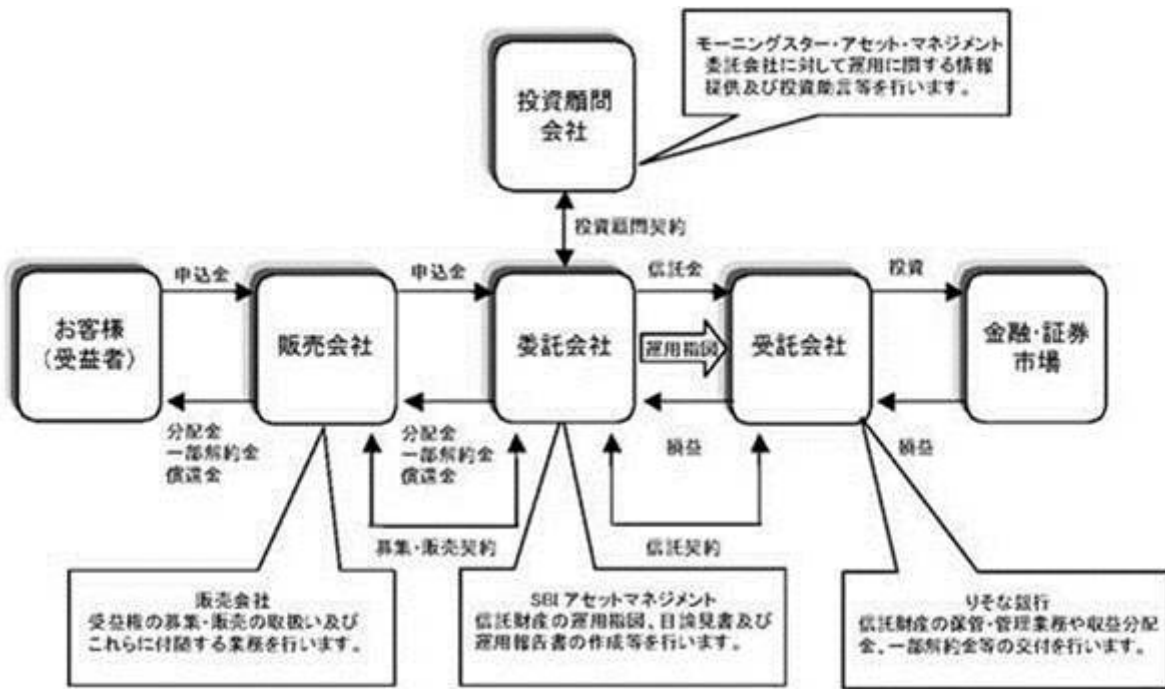 モーニングスター・アセット・マネジメント
委託会社に対して運用に関する情報
提供及び投資助言等を行います。
投資顧問
会社
投資顧問契約
申込金
申込金
信託金
投資
お客様
（受益者）
販売会社
委託会社
運用指図
受託会社
金融・証券
市場
分配金
一部解約金
償還金
分配金
一部解約金
償還金
損益
損益
募集・販売契約
信託契約
販売会社
受益権の募集・販売の取扱い及び
これらに付随する業務を行います。
SBI アセットマネジメント
信託財産の運用指図、目論見書及び
運用報告書の作成等を行います。
りそな銀行
信託財産の保管・管理業務や収益分配
金、一部解約金等の交付を行います。